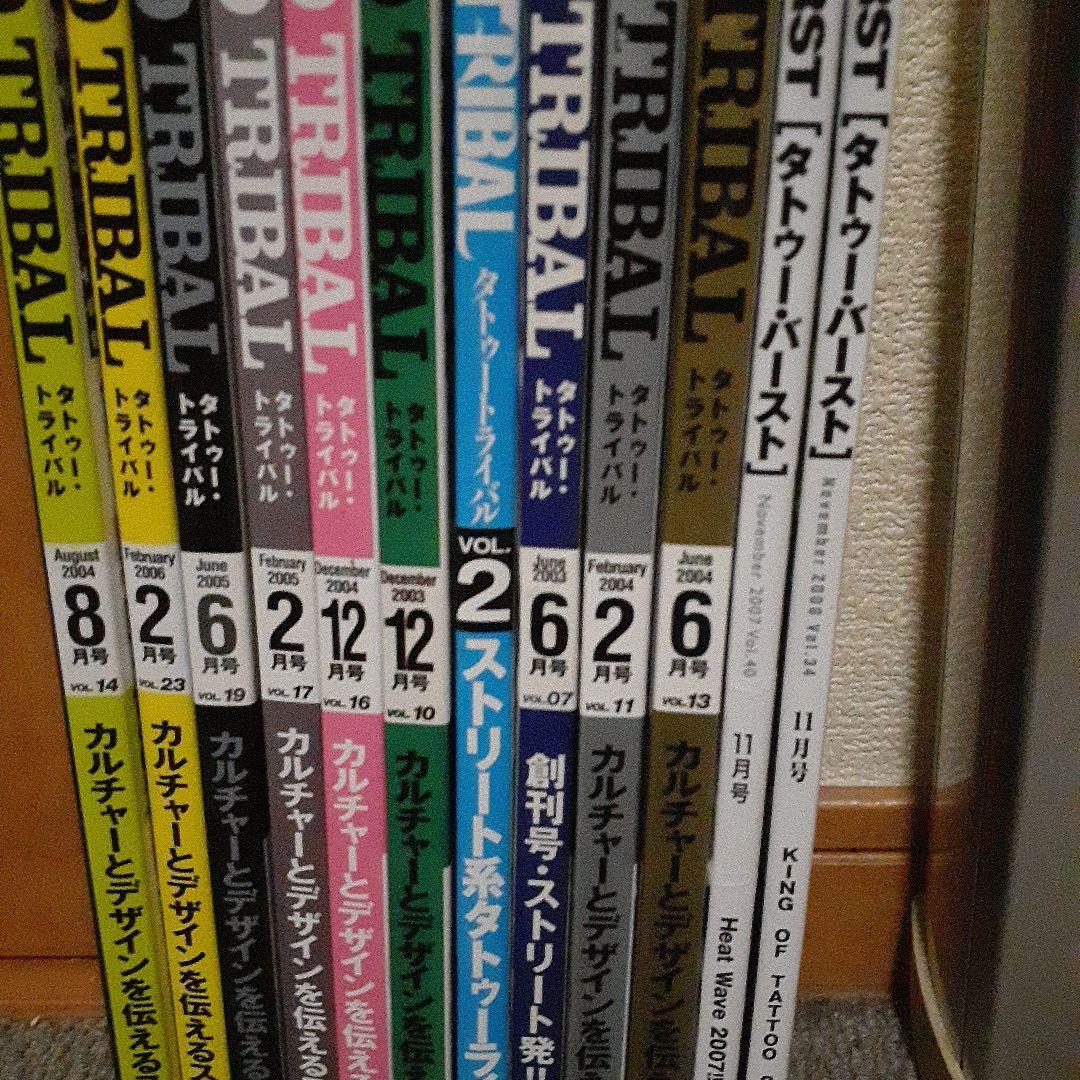 TRIBAL
タトゥー・
トライバル
August
2004
8
月号
VOL. 14
カルチャーとデザインを伝える
TRIBAL
タトゥー・
トライバル
February
2006
2
月号
VOL. 23
カルチャーとデザインを伝えるス
TRIBAL
タトゥー・
トライバル
June
2005
6
月号
VOL. 19
カルチャーとデザインを伝え
TRIBAL
タトゥー・
トライバル
February
2005
2
月号
VOL. 17
カルチャーとデザインを伝える
TRIBAL
タトゥー・
トライバル
December
2004
12
月号
VOL. 16
カルチャーとデザインを伝え
TRIBAL
タトゥー・
トライバル
December
2003
12
月号
VOL. 10
カルチャーとデザインを
TRIBAL
タトゥートライバル
VOL.
2
ストリート系タトゥーライ
TRIBAL
タトゥー・
トライバル
June
2003
6
月号
VOL. 07
創刊号・ストリート発!!
TRIBAL
タトゥー・
トライバル
February
2004
2
月号
VOL. 11
カルチャーとデザインを伝
TRIBAL
タトゥー・
トライバル
June
2004
6
月号
VOL. 13
カルチャーとデザインを伝
RST [タトゥー・バースト]
November 2007 Vol.40
11月号
Heat Wave 2007!!
RST [タトゥー・バースト]
November 2006 Vol.34
11月号
KING OF TATTOO